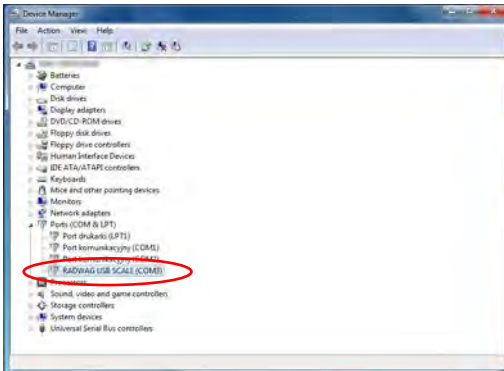 Device Manager
File Action View Help
Batteries
Computer
Disk drives
Display adapters
DVD/CD-ROM drives
Floppy disk drives
Floppy drive controllers
Human Interface Devices
IDE ATA/ATAPI controllers
Keyboards
Mice and other pointing devices
Monitors
Network adapters
Ports (COM & LPT)
Port drukarki (LPT1)
Port komunikacyjny (COM1)
Port komunikacyjny
RADWAG USB SCALE (COM3)
Processors
Sound, video and game controllers
Storage controllers
System devices
Universal Serial Bus controllers